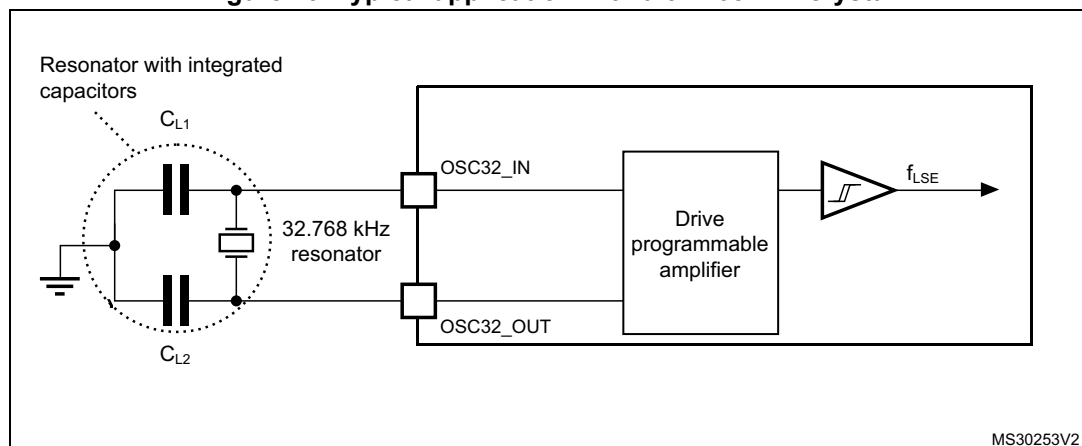 Resonator with integrated
capacitors
CL1
OSC32_IN
fLSE
32.768 kHz
resonator
Drive
programmable
amplifier
OSC32_OUT
CL2
MS30253V2